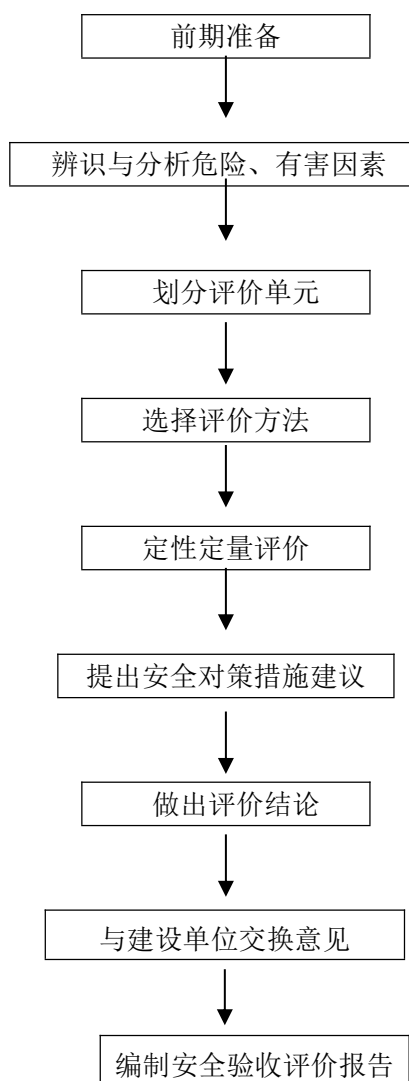 前期准备
辨识与分析危险、有害因素
划分评价单元
选择评价方法
定性定量评价
提出安全对策措施建议
做出评价结论
与建设单位交换意见
编制安全验收评价报告